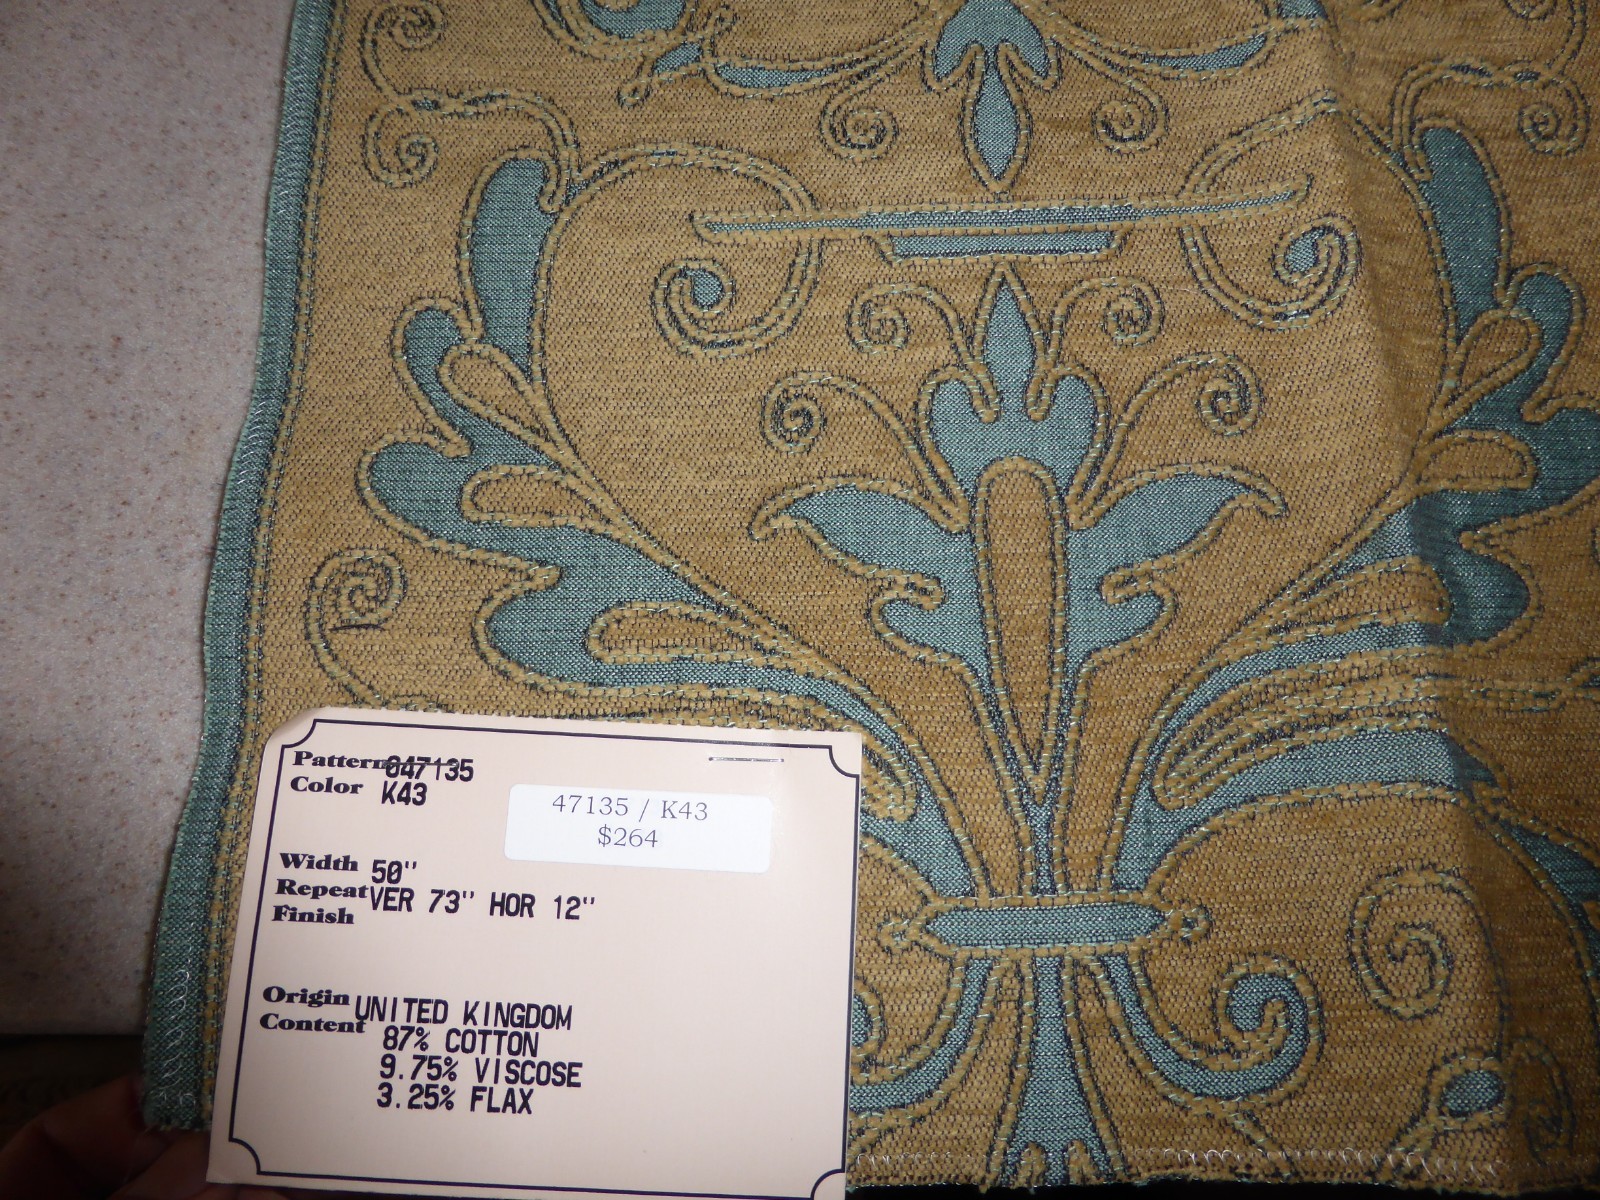 Pattern 047135
Color K43
47135 / K43
$264
Width 50"
Repeat VER 73" HOR 12"
Finish
Origin UNITED KINGDOM
Content 87% COTTON
9.75% VISCOSE
3.25% FLAX